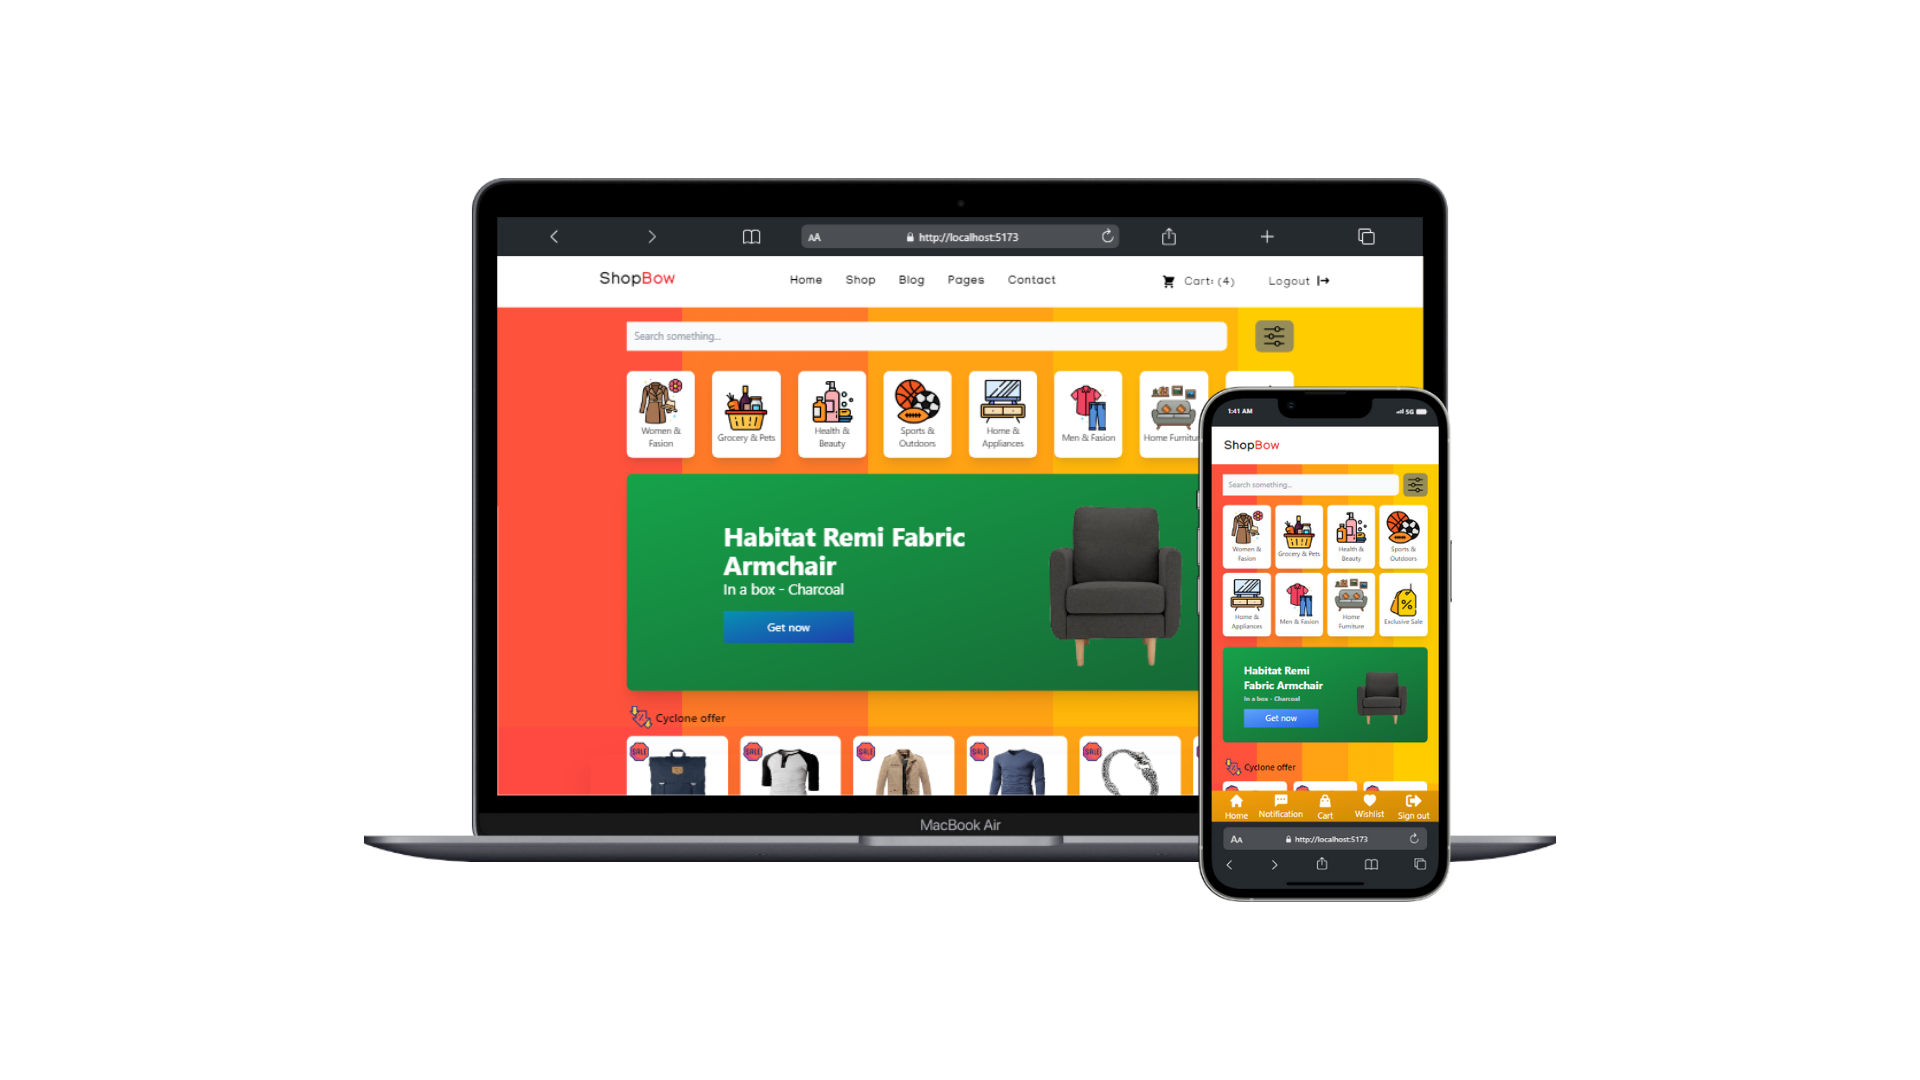 AA
http://localhost:5173
ShopBow
Home
Shop
Blog
Pages
Contact
Cart: (4)
Logout
Search something...
Women &
Fasion
Grocery & Pets
Health &
Beauty
Sports &
Outdoors
Home &
Appliances
Men & Fasion
Home Furnitur
Habitat Remi Fabric
Armchair
In a box - Charcoal
Get now
Cyclone offer
SALE
SALE
SALE
SALE
SALE
MacBook Air
1:41 AM
5G
ShopBow
Search something...
Women &
Fasion
Grocery & Pets
Health &
Beauty
Sports &
Outdoors
Home &
Appliances
Men & Fasion
Home
Furniture
%
Exclusive Sale
Habitat Remi
Fabric Armchair
In a box - Charcoal
Get now
Cyclone offer
Home
Notification
Cart
Wishlist
Sign out
AA
http://localhost:5173